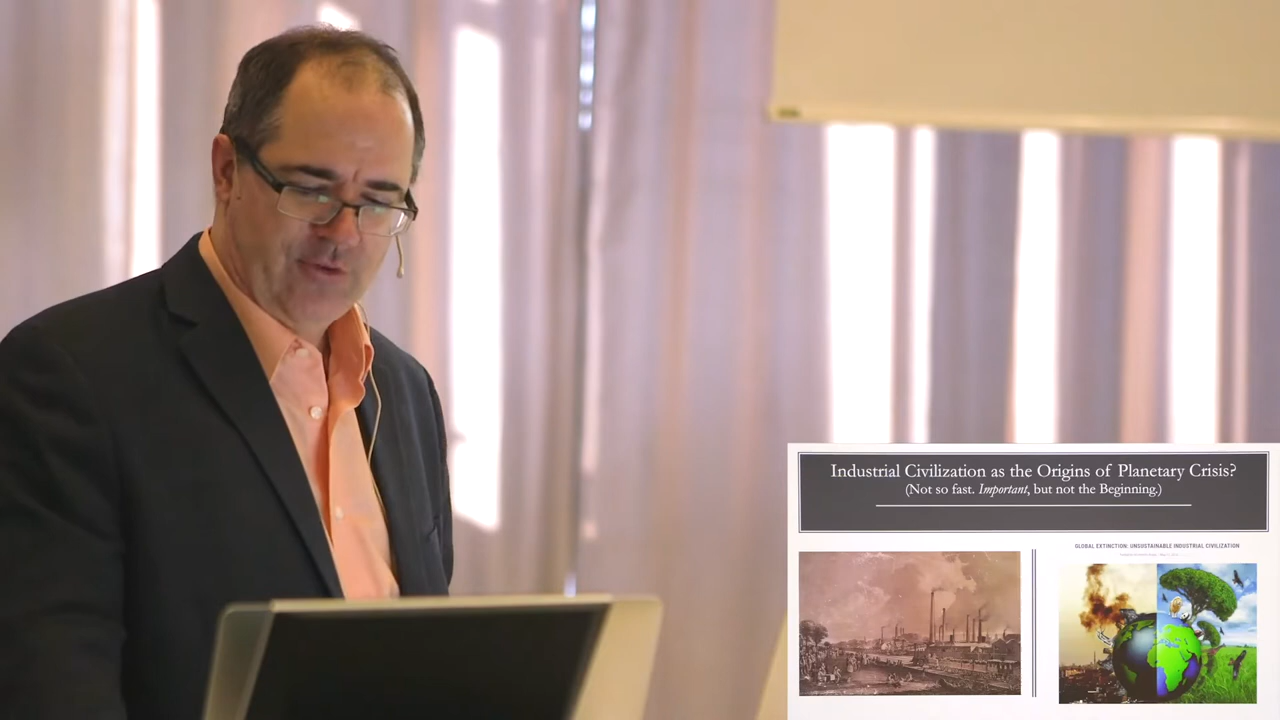 Industrial Civilization as the Origins of Planetary Crisis?
(Not so fast. Important, but not the Beginning.)
GLOBAL EXTINCTION: UNSUSTAINABLE INDUSTRIAL CIVILIZATION